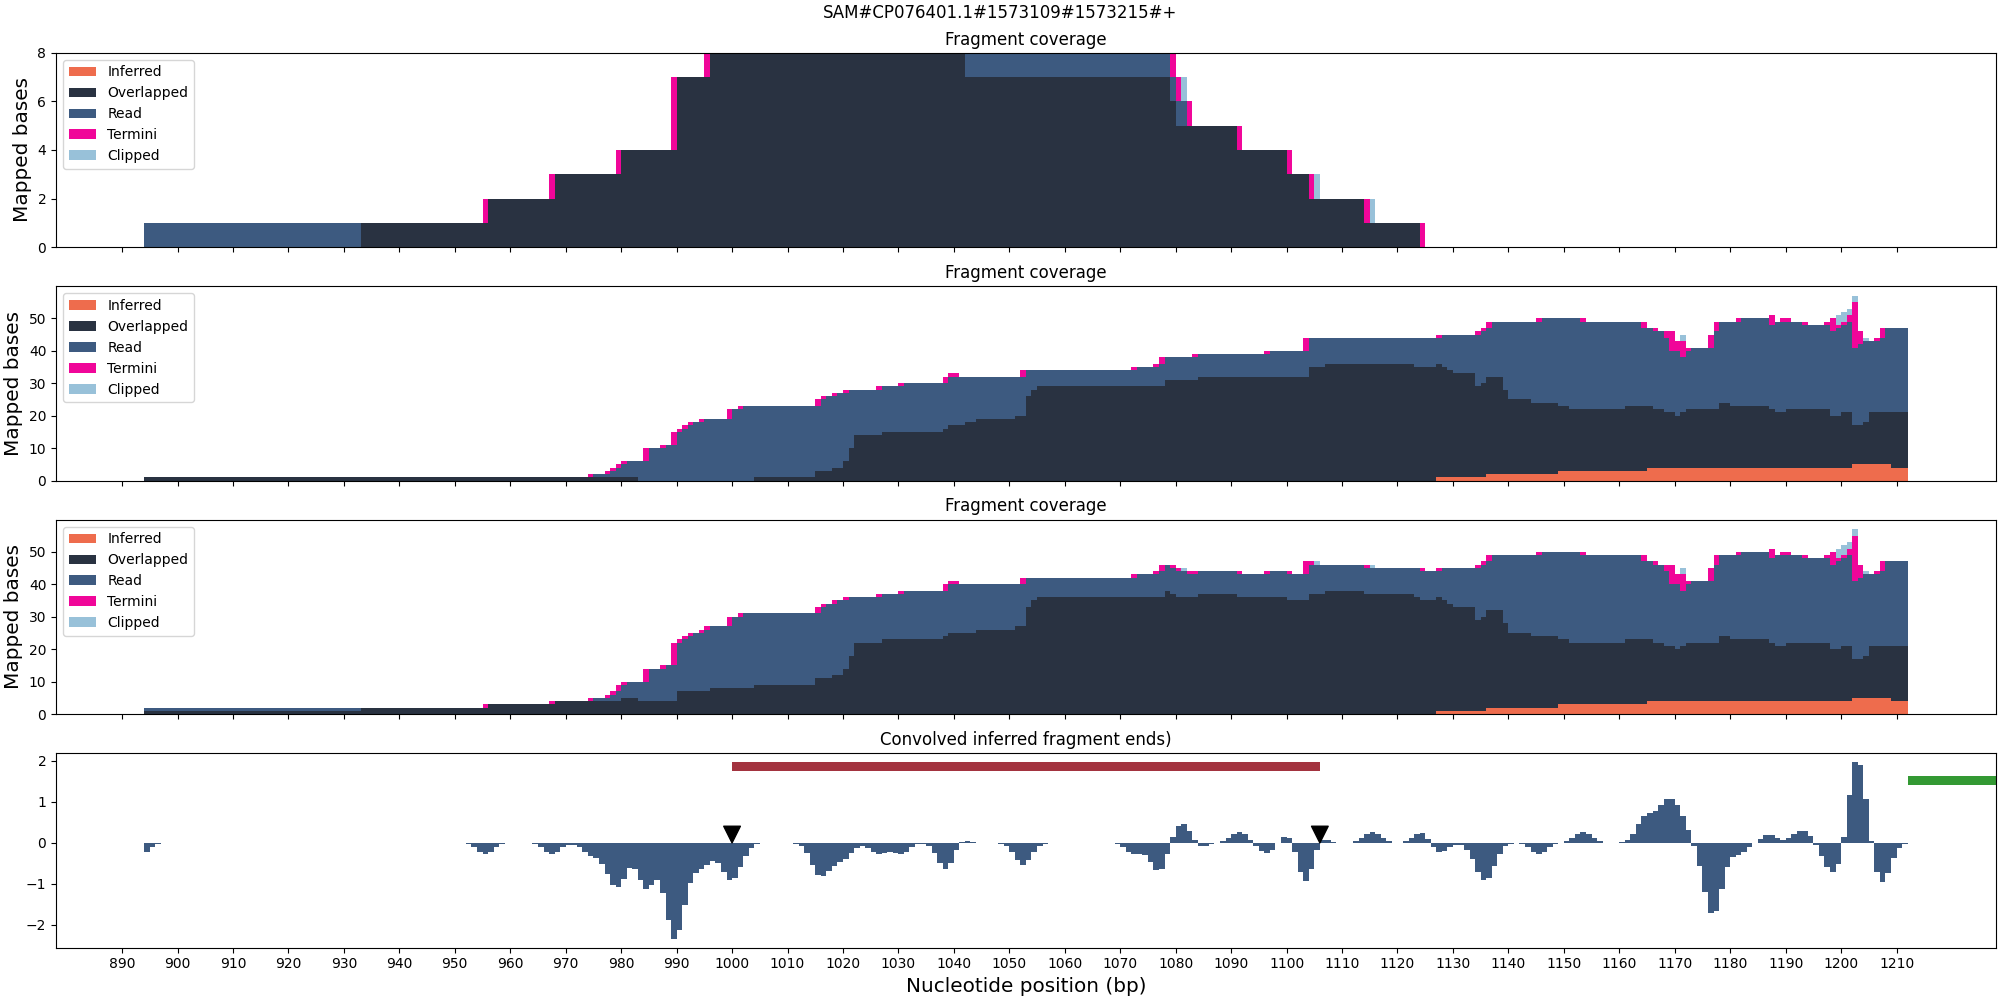 SAM#CP076401.1#1573109#1573215#+
Fragment coverage
Mapped bases
8
6
4
2
0
Inferred
Overlapped
Read
Termini
Clipped
Fragment coverage
Mapped bases
50
40
30
20
10
0
Inferred
Overlapped
Read
Termini
Clipped
Fragment coverage
Mapped bases
50
40
30
20
10
0
Inferred
Overlapped
Read
Termini
Clipped
Convolved inferred fragment ends)
2
1
0
−1
−2
890 900 910 920 930 940 950 960 970 980 990 1000 1010 1020 1030 1040 1050 1060 1070 1080 1090 1100 1110 1120 1130 1140 1150 1160 1170 1180 1190 1200 1210
Nucleotide position (bp)